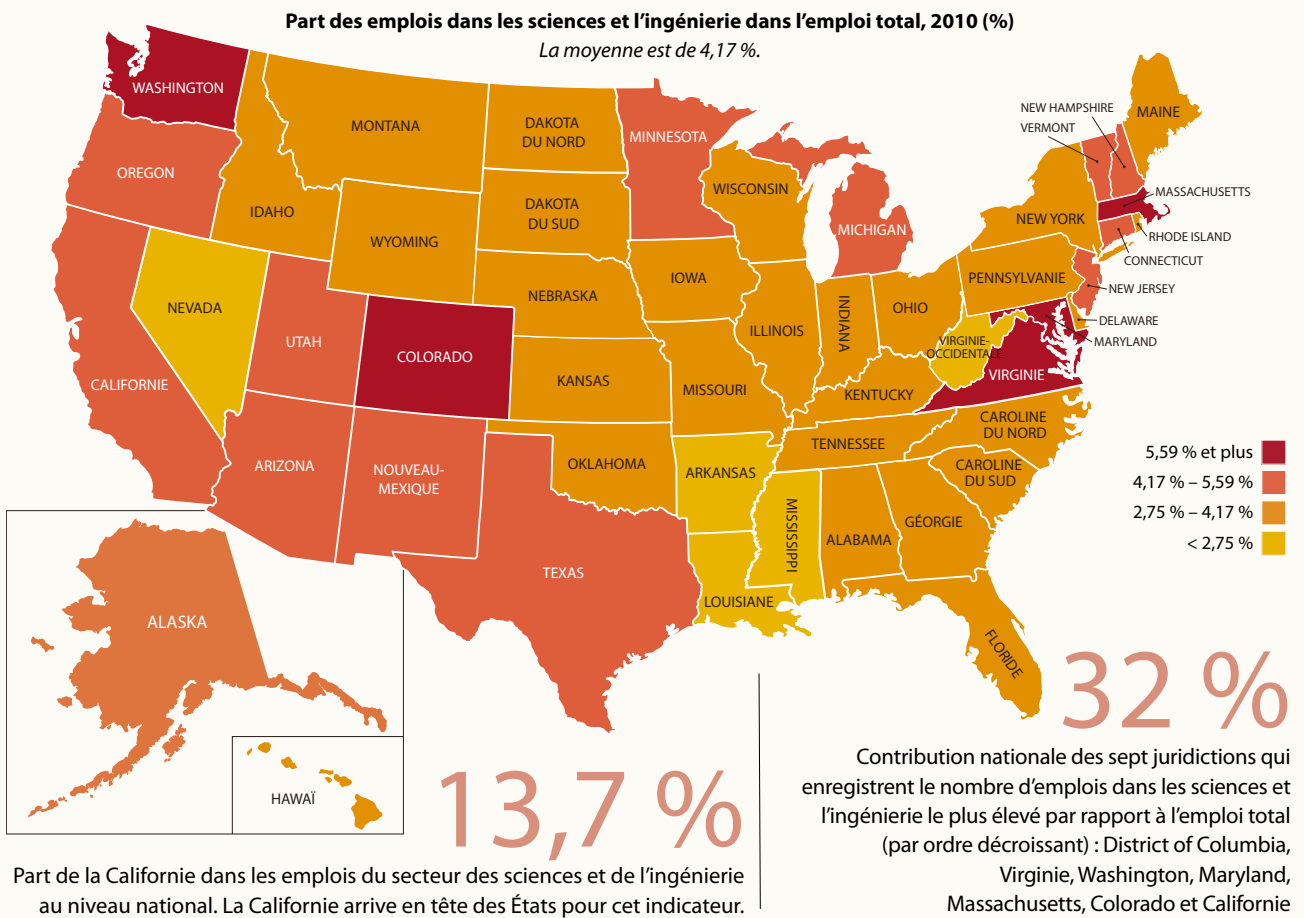 Part des emplois dans les sciences et l'ingénierie dans l'emploi total, 2010 (%)
La moyenne est de 4,17 %.
WASHINGTON
OREGON
CALIFORNIE
NEVADA
IDAHO
MONTANA
WYOMING
UTAH
COLORADO
ARIZONA
NOUVEAU-
MEXIQUE
DAKOTA
DU NORD
DAKOTA
DU SUD
NEBRASKA
KANSAS
OKLAHOMA
TEXAS
MINNESOTA
IOWA
MISSOURI
ARKANSAS
LOUISIANE
WISCONSIN
ILLINOIS
MICHIGAN
INDIANA
OHIO
KENTUCKY
TENNESSEE
MISSISSIPPI
ALABAMA
GÉORGIE
FLORIDE
CAROLINE
DU SUD
CAROLINE
DU NORD
VIRGINIE
VIRGINIE-
OCCIDENTALE
PENNSYLVANIE
NEW YORK
MAINE
NEW HAMPSHIRE
VERMONT
MASSACHUSETTS
RHODE ISLAND
CONNECTICUT
NEW JERSEY
DELAWARE
MARYLAND
5,59 % et plus
4,17 % – 5,59 %
2,75 % – 4,17 %
< 2,75 %
ALASKA
HAWAÏ
13,7 %
Part de la Californie dans les emplois du secteur des sciences et de l'ingénierie
au niveau national. La Californie arrive en tête des États pour cet indicateur.
32 %
Contribution nationale des sept juridictions qui
enregistrent le nombre d'emplois dans les sciences et
l'ingénierie le plus élevé par rapport à l'emploi total
(par ordre décroissant) : District of Columbia,
Virginie, Washington, Maryland,
Massachusetts, Colorado et Californie